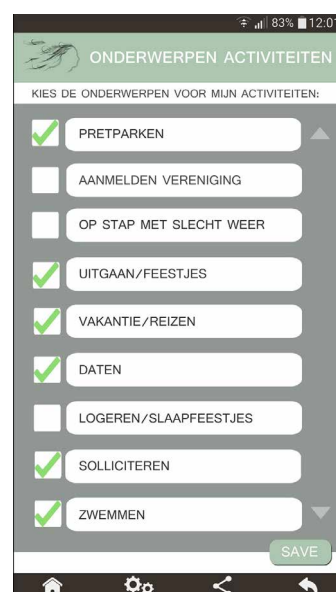 83% 12:01
ONDERWERPEN ACTIVITEITEN
KIES DE ONDERWERPEN VOOR MIJN ACTIVITEITEN:
PRETPARKEN
AANMELDEN VERENIGING
OP STAP MET SLECHT WEER
UITGAAN/FEESTJES
VAKANTIE/REIZEN
DATEN
LOGEREN/SLAAPFEESTJES
SOLLICITEREN
ZWEMMEN
SAVE